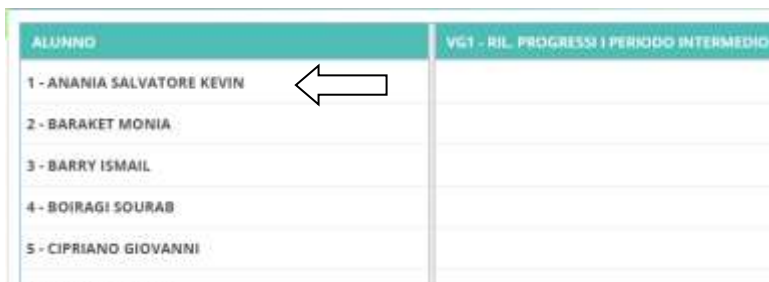 ALUNNO
VG1 - RIL. PROGRESSI I PERIODO INTERMEDIO
1 - ANANIA SALVATORE KEVIN
2 - BARAKET MONIA
3 - BARRY ISMAIL
4 - BOIRAGI SOURAB
5 - CIPRIANO GIOVANNI